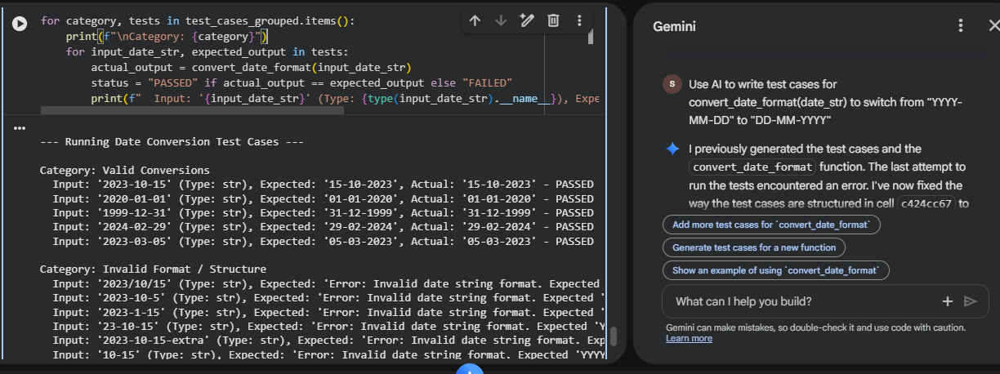 for category, tests in test_cases_grouped.items():
    print(f"\nCategory: {category}")
    for input_date_str, expected_output in tests:
        actual_output = convert_date_format(input_date_str)
        status = "PASSED" if actual_output == expected_output else "FAILED"
        print(f"  Input: '{input_date_str}' (Type: {type(input_date_str).__name__}), Expe
--- Running Date Conversion Test Cases ---
Category: Valid Conversions
  Input: '2023-10-15' (Type: str), Expected: '15-10-2023', Actual: '15-10-2023' - PASSED
  Input: '2020-01-01' (Type: str), Expected: '01-01-2020', Actual: '01-01-2020' - PASSED
  Input: '1999-12-31' (Type: str), Expected: '31-12-1999', Actual: '31-12-1999' - PASSED
  Input: '2024-02-29' (Type: str), Expected: '29-02-2024', Actual: '29-02-2024' - PASSED
  Input: '2023-03-05' (Type: str), Expected: '05-03-2023', Actual: '05-03-2023' - PASSED
Category: Invalid Format / Structure
  Input: '2023/10/15' (Type: str), Expected: 'Error: Invalid date string format. Expected
  Input: '2023-10-5' (Type: str), Expected: 'Error: Invalid date string format. Expected '
  Input: '2023-1-15' (Type: str), Expected: 'Error: Invalid date string format. Expected '
  Input: '23-10-15' (Type: str), Expected: 'Error: Invalid date string format. Expected 'Y
  Input: '2023-10-15-extra' (Type: str), Expected: 'Error: Invalid date string format. Exp
  Input: '10-15' (Type: str), Expected: 'Error: Invalid date string format. Expected 'YYYY
Gemini
S
Use AI to write test cases for
convert_date_format(date_str) to switch from "YYYY-
MM-DD" to "DD-MM-YYYY"
I previously generated the test cases and the
convert_date_format function. The last attempt to
run the tests encountered an error. I've now fixed the
way the test cases are structured in cell c424cc67 to
Add more test cases for `convert_date_format`
Generate test cases for a new function
Show an example of using `convert_date_format`
What can I help you build?
Gemini can make mistakes, so double-check it and use code with caution.
Learn more